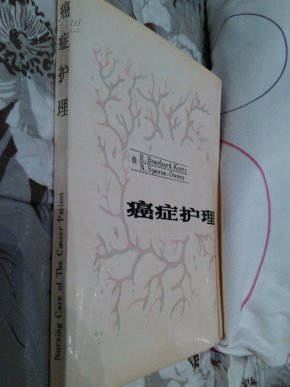 癌症护理
Nursing Care of The Cancer Patient
美
R. Bouchard-Kurtz
N. Speese-Owens
癌症护理